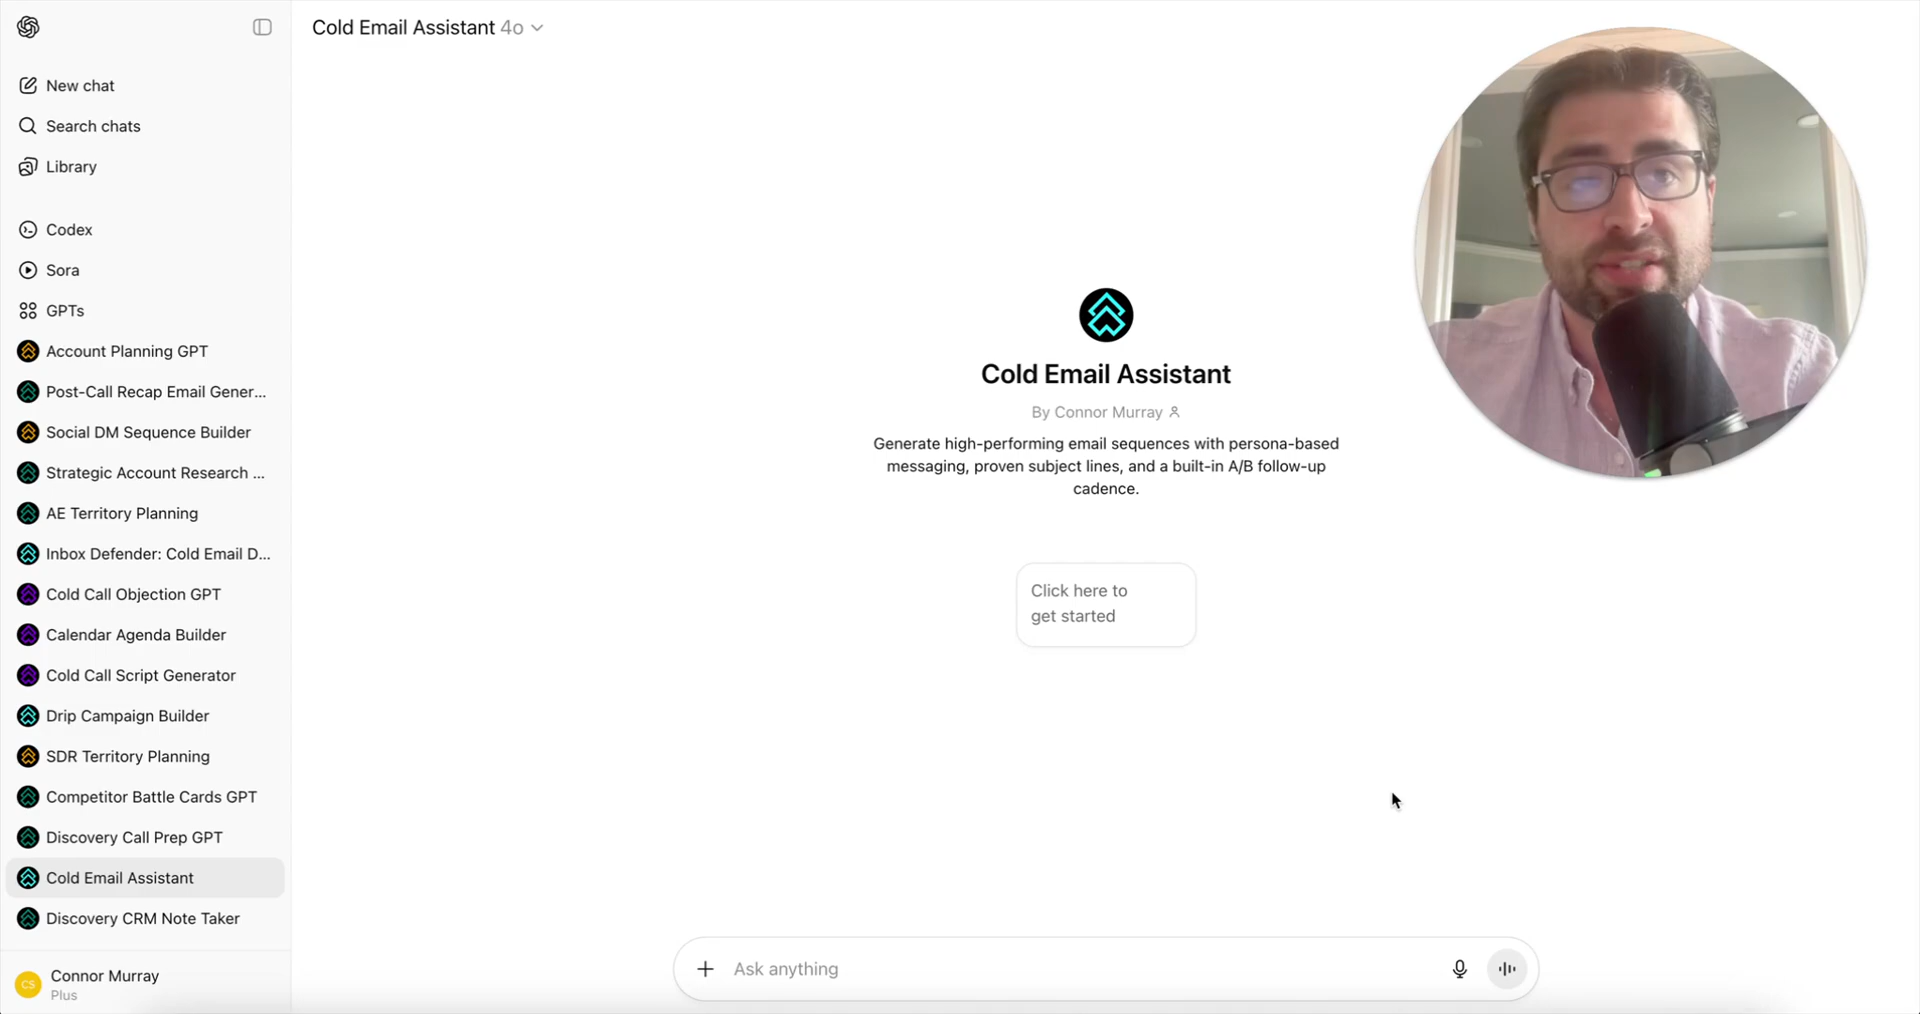 New chat
Search chats
Library
Codex
Sora
GPTs
Account Planning GPT
Post-Call Recap Email Gener...
Social DM Sequence Builder
Strategic Account Research ...
AE Territory Planning
Inbox Defender: Cold Email D...
Cold Call Objection GPT
Calendar Agenda Builder
Cold Call Script Generator
Drip Campaign Builder
SDR Territory Planning
Competitor Battle Cards GPT
Discovery Call Prep GPT
Cold Email Assistant
Discovery CRM Note Taker
CS
Connor Murray
Plus
Cold Email Assistant 4o
Cold Email Assistant
By Connor Murray
Generate high-performing email sequences with persona-based
messaging, proven subject lines, and a built-in A/B follow-up
cadence.
Click here to
get started
Ask anything